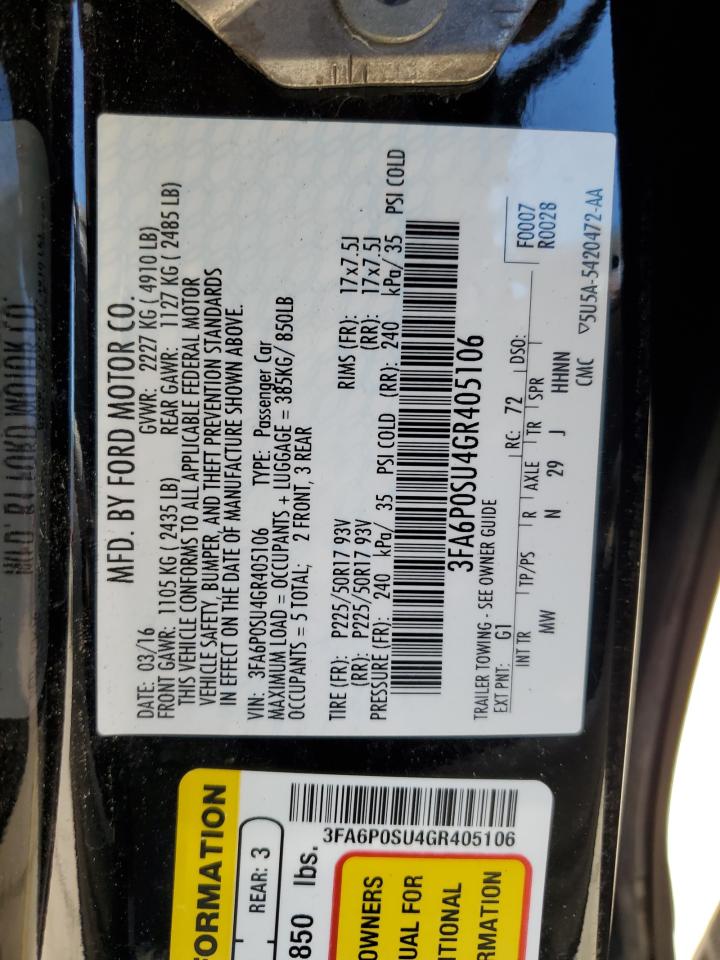 MFD. BY FORD MOTOR CO.
DATE: 03/16 GVWR: 2227 KG ( 4910 LB)
FRONT GAWR: 1105 KG ( 2435 LB) REAR GAWR: 1127 KG ( 2485 LB)
THIS VEHICLE CONFORMS TO ALL APPLICABLE FEDERAL MOTOR
VEHICLE SAFETY, BUMPER, AND THEFT PREVENTION STANDARDS
IN EFFECT ON THE DATE OF MANUFACTURE SHOWN ABOVE.
VIN: 3FA6P0SU4GR405106 TYPE: Passenger Car
MAXIMUM LOAD = OCCUPANTS + LUGGAGE = 385KG/ 850LB
OCCUPANTS = 5 TOTAL; 2 FRONT, 3 REAR
TIRE (FR): P225/50R17 93V RIMS (FR): 17x7.5J
(RR): P225/50R17 93V (RR): 17x7.5J
PRESSURE (FR): 240 kPa/ 35 PSI COLD (RR): 240 kPa/ 35 PSI COLD
3FA6P0SU4GR405106
TRAILER TOWING - SEE OWNER GUIDE F0007
EXT PNT: G1 RC: 72 DSO: R0028
INT TR TP/PS R AXLE TR SPR
MW N 29 J HHNN
CMC ▽5U5A-5420472-AA
ORMATION
REAR: 3
850 lbs.
3FA6P0SU4GR405106
OWNERS
UAL FOR
ITIONAL
RMATION